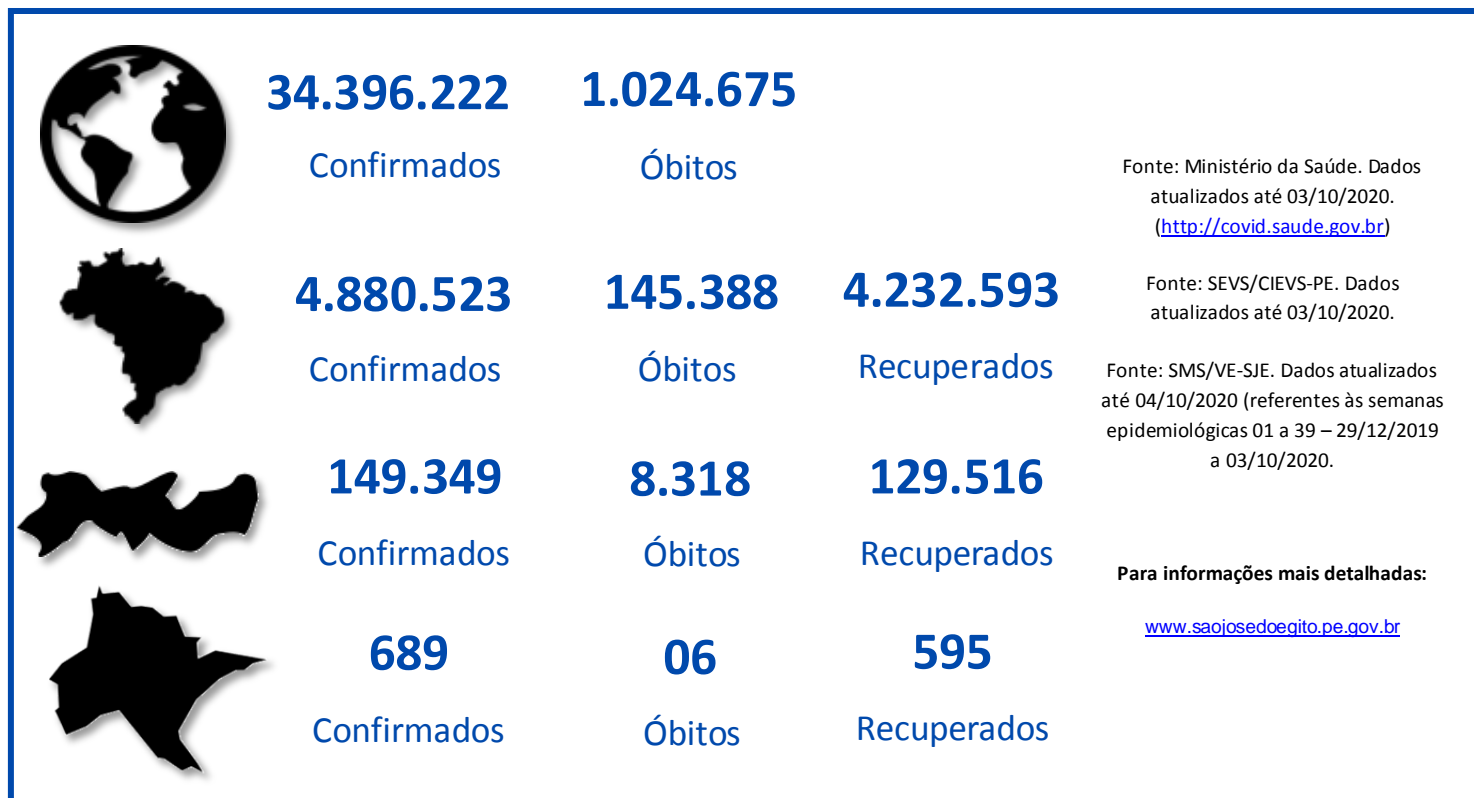 34.396.222 1.024.675
Confirmados Óbitos
4.880.523 145.388 4.232.593
Confirmados Óbitos Recuperados
149.349 8.318 129.516
Confirmados Óbitos Recuperados
689 06 595
Confirmados Óbitos Recuperados
Fonte: Ministério da Saúde. Dados
atualizados até 03/10/2020.
(http://covid.saude.gov.br)
Fonte: SEVS/CIEVS-PE. Dados
atualizados até 03/10/2020.
Fonte: SMS/VE-SJE. Dados atualizados
até 04/10/2020 (referentes às semanas
epidemiológicas 01 a 39 – 29/12/2019
a 03/10/2020.
Para informações mais detalhadas:
www.saojosedoegito.pe.gov.br